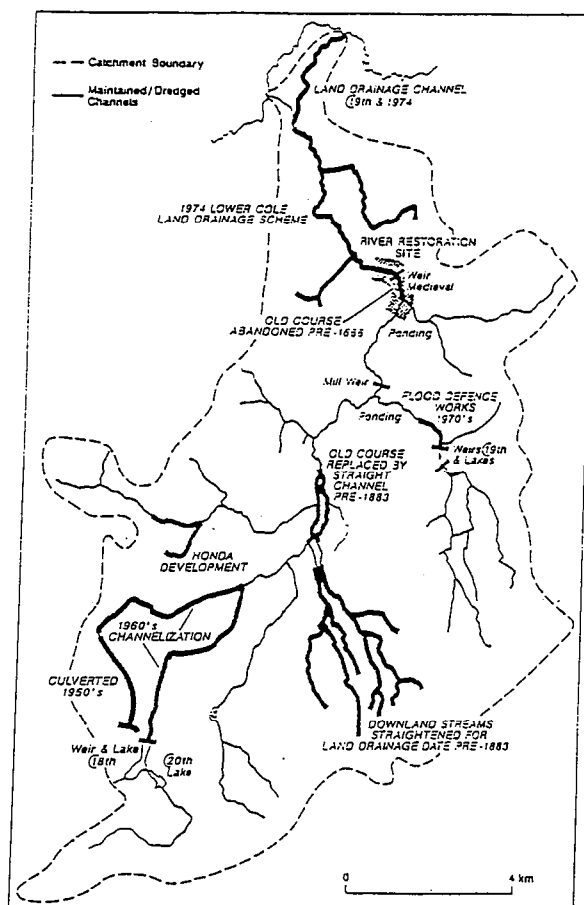 Catchment Boundary
Maintained/Dredged
Channels
LAND DRAINAGE CHANNEL
19th & 1974
1974 LOWER COLE
LAND DRAINAGE SCHEME
RIVER RESTORATION
SITE
Weir
Medieval
OLD COURSE
ABANDONED PRE-1666
Ponding
Mill Weir
FLOOD DEFENCE
WORKS
1970's
Ponding
Weirs 19th
& Lakes
OLD COURSE
REPLACED BY
STRAIGHT
CHANNEL
PRE-1883
HONDA
DEVELOPMENT
1960's
CHANNELIZATION
CULVERTED
1950's
DOWNLAND STREAMS
STRAIGHTENED FOR
LAND DRAINAGE DATE PRE-1883
Weir & Lake
18th
20th
Lake
0 4 km